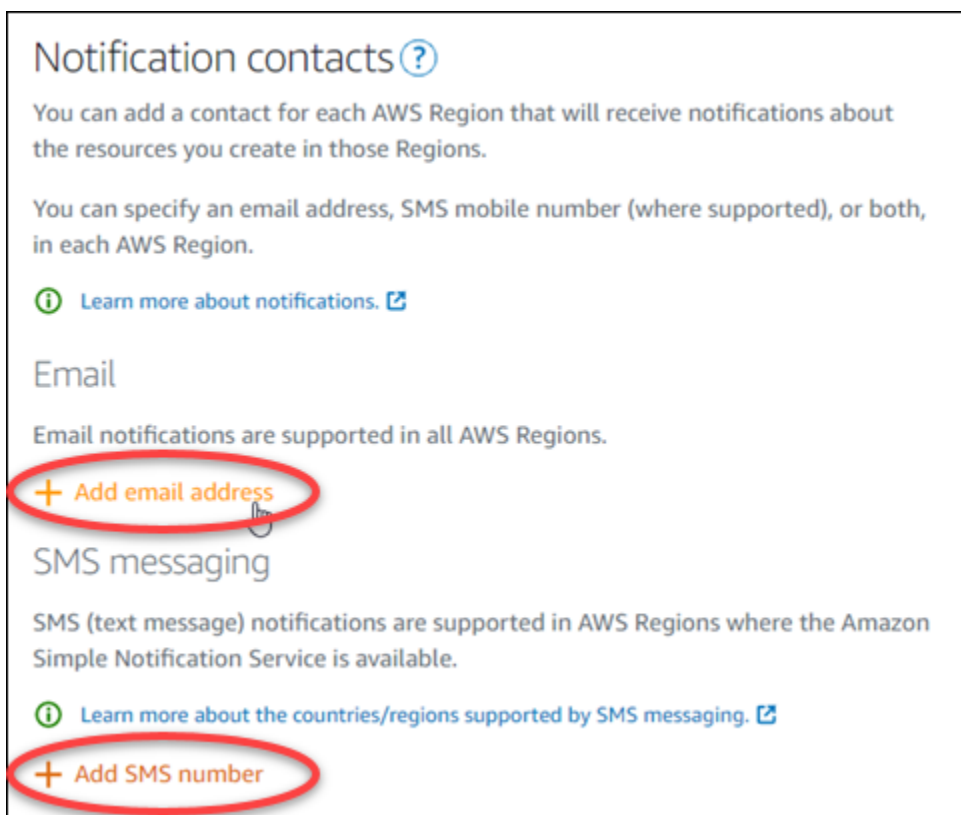 Notification contacts ?
You can add a contact for each AWS Region that will receive notifications about
the resources you create in those Regions.
You can specify an email address, SMS mobile number (where supported), or both,
in each AWS Region.
i Learn more about notifications.
Email
Email notifications are supported in all AWS Regions.
+ Add email address
SMS messaging
SMS (text message) notifications are supported in AWS Regions where the Amazon
Simple Notification Service is available.
i Learn more about the countries/regions supported by SMS messaging.
+ Add SMS number